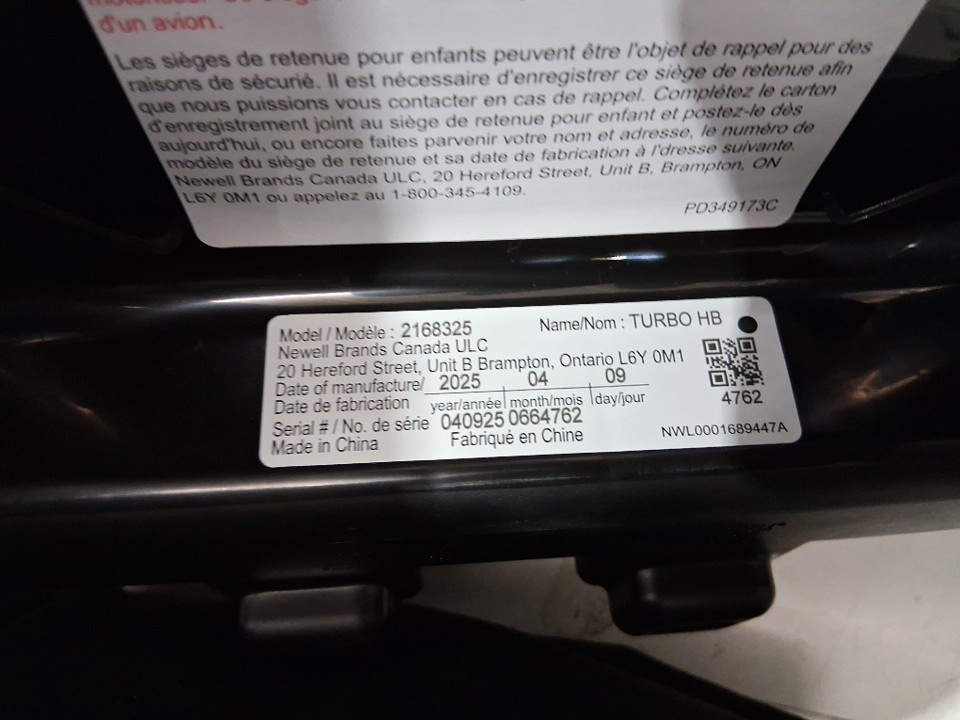 d'un avion.
Les sièges de retenue pour enfants peuvent être l'objet de rappel pour des
raisons de sécurié. Il est nécessaire d'enregistrer ce siège de retenue afin
que nous puissions vous contacter en cas de rappel. Complétez le carton
d'enregistrement joint au siège de retenue pour enfant et postez-le dès
aujourd'hui, ou encore faites parvenir votre nom et adresse, le numéro de
modèle du siège de retenue et sa date de fabrication à l'dresse suivante.
Newell Brands Canada ULC, 20 Hereford Street, Unit B, Brampton, ON
L6Y 0M1 ou appelez au 1-800-345-4109.
PD349173C
Model / Modèle : 2168325 Name/Nom : TURBO HB
Newell Brands Canada ULC
20 Hereford Street, Unit B Brampton, Ontario L6Y 0M1
Date of manufacture/ 2025 04 09
Date de fabrication year/année month/mois day/jour
4762
Serial # / No. de série 040925 0664762
Made in China Fabriqué en Chine NWL0001689447A